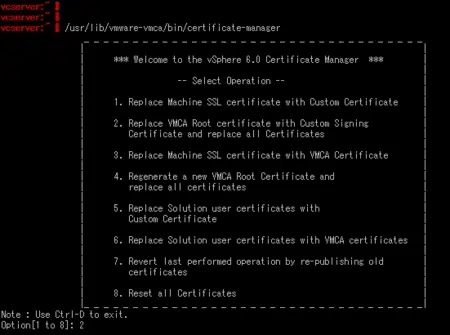 vcserver:~ #
vcserver:~ #
vcserver:~ # /usr/lib/vmware-vmca/bin/certificate-manager
*** Welcome to the vSphere 6.0 Certificate Manager ***
-- Select Operation --
1. Replace Machine SSL certificate with Custom Certificate
2. Replace VMCA Root certificate with Custom Signing
Certificate and replace all Certificates
3. Replace Machine SSL certificate with VMCA Certificate
4. Regenerate a new VMCA Root Certificate and
replace all certificates
5. Replace Solution user certificates with
Custom Certificate
6. Replace Solution user certificates with VMCA certificates
7. Revert last performed operation by re-publishing old
certificates
8. Reset all Certificates
Note : Use Ctrl-D to exit.
Option[1 to 8]: 2